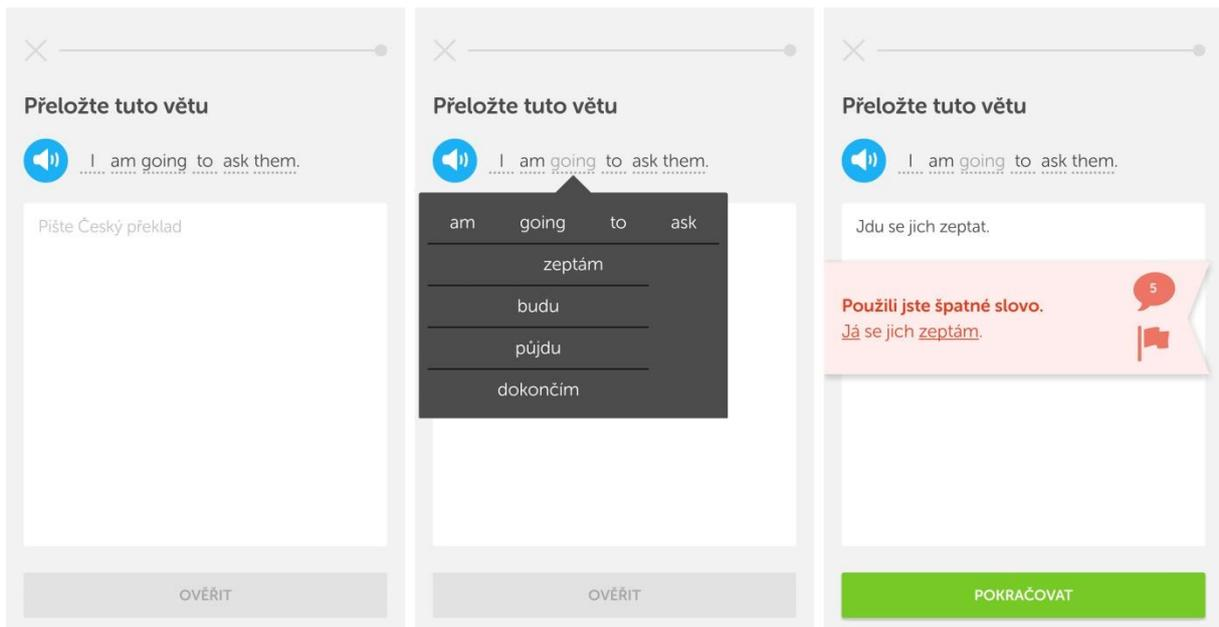 Přeložte tuto větu
I am going to ask them.
Pište Český překlad
OVĚŘIT
Přeložte tuto větu
I am going to ask them.
am going to ask
zeptám
budu
půjdu
dokončím
OVĚŘIT
Přeložte tuto větu
I am going to ask them.
Jdu se jich zeptat.
5
Použili jste špatné slovo.
Já se jich zeptám.
POKRAČOVAT